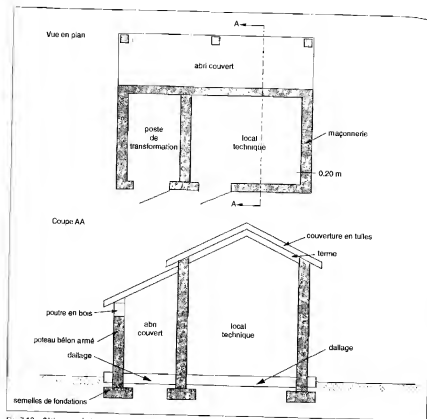 Vue en plan
A
abri couvert
poste
de
transformation
local
technique
maçonnerie
0.20 m
A
Coupe AA
couverture en tuiles
ferme
poutre en bois
abri
couvert
local
technique
poteau béton armé
dallage
dallage
semelles de fondations